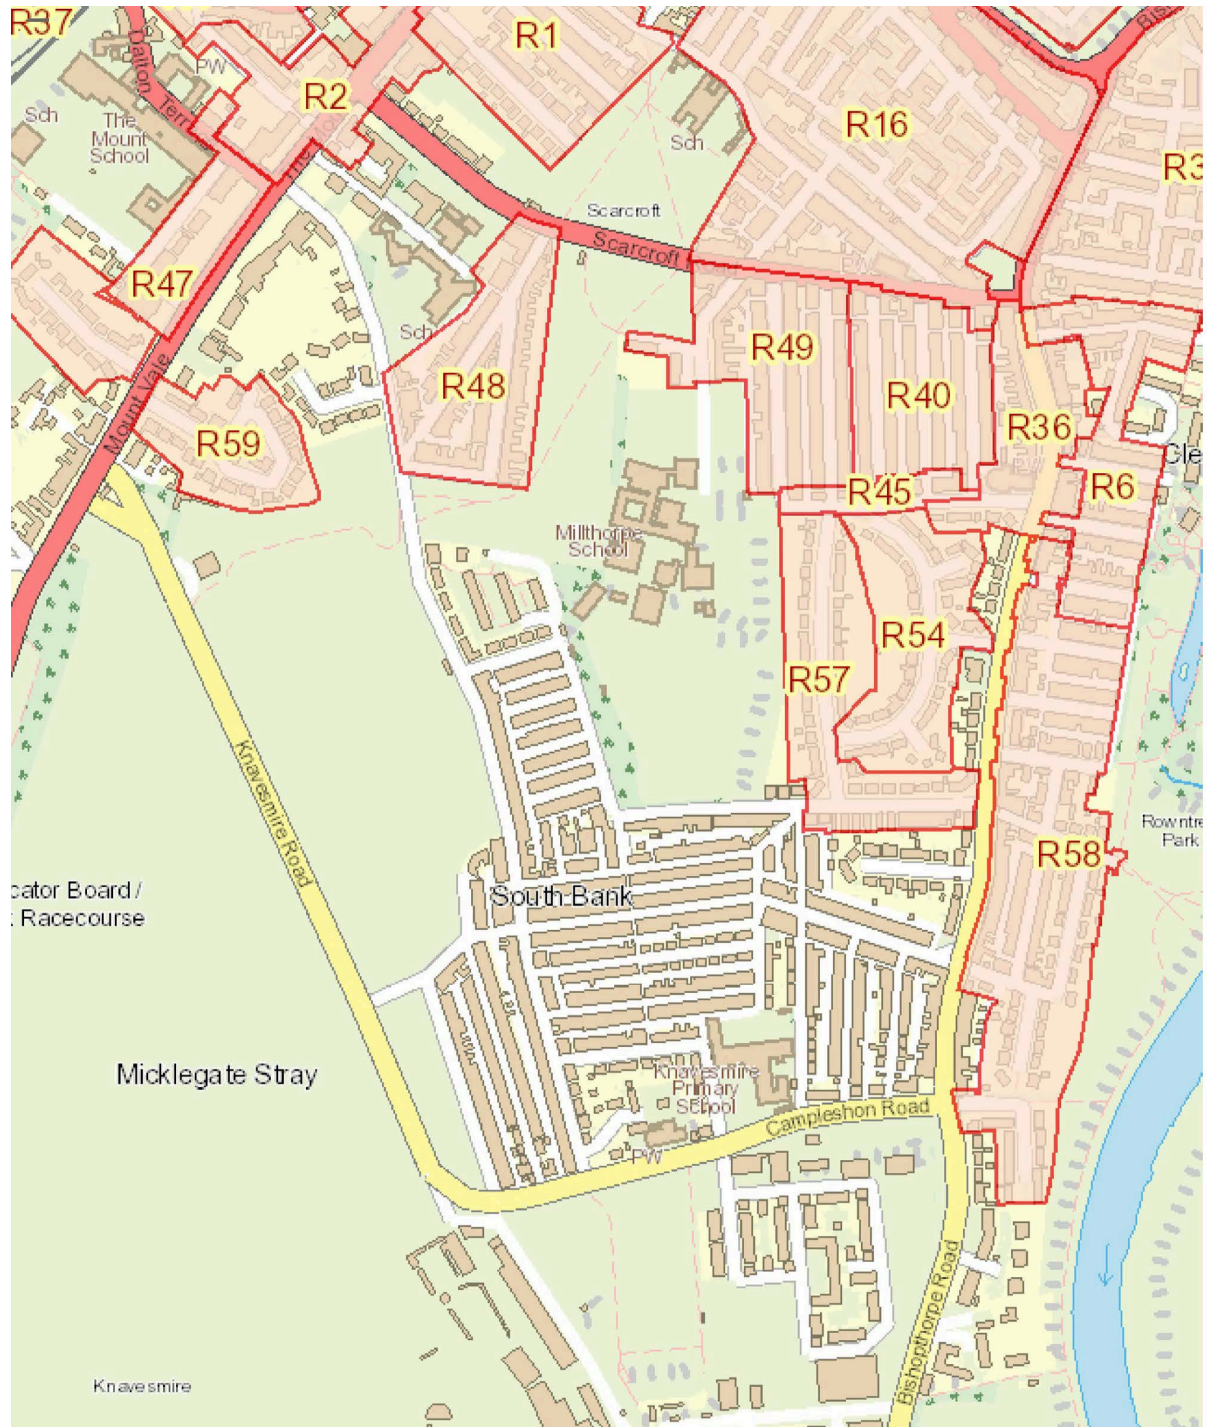 R37
R1
Dalton Terr
PW
R2
Sch
The
Mount
School
R16
Sch
R3
Scarcroft
Scarcroft
R47
Sch
R49
R48
R40
Mount Vale
R59
R36
Cle
R45
R6
Millthorpe
School
R54
R57
Knavesmire Road
Rowntre
Park
R58
cator Board /
Racecourse
South Bank
Micklegate Stray
Knavesmire
Primary
School
Campleshon Road
PW
Bishopthorpe Road
Knavesmire